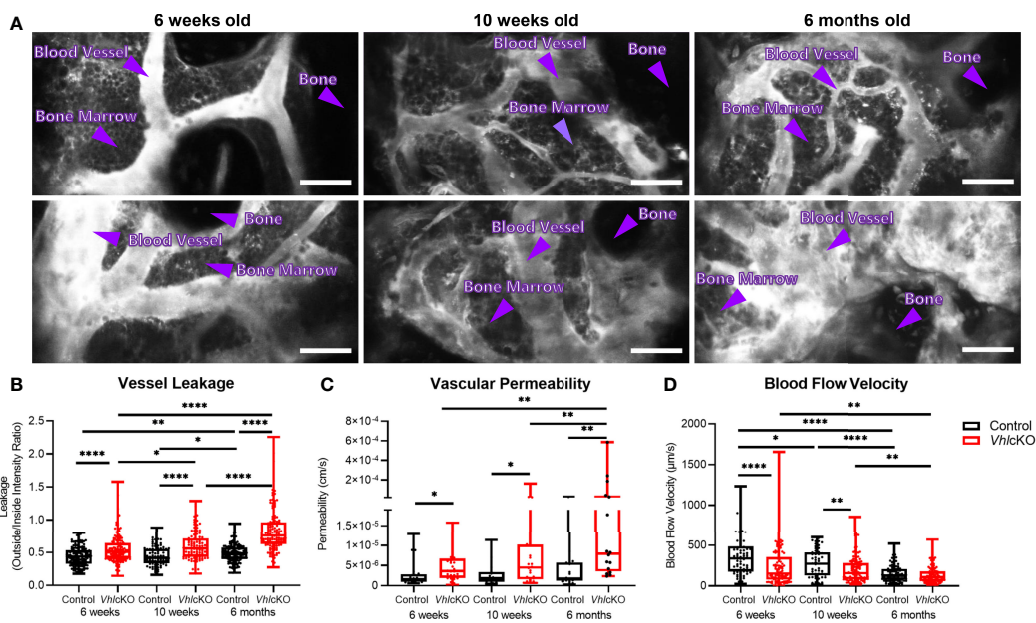 A
6 weeks old
10 weeks old
6 months old
Blood Vessel
Bone
Bone Marrow
Blood Vessel
Bone
Bone Marrow
Blood Vessel
Bone
Bone Marrow
Bone
Blood Vessel
Bone Marrow
Bone
Blood Vessel
Bone Marrow
Blood Vessel
Bone Marrow
Bone
B
Vessel Leakage
Leakage
(Outside/Inside Intensity Ratio)
2.5
2.0
1.5
1.0
0.5
0.0
****
**
****
*
****
*
****
****
Control
VhlcKO
Control
VhlcKO
Control
VhlcKO
6 weeks
10 weeks
6 months
C
Vascular Permeability
Permeability (cm/s)
8×10-4
6×10-4
4×10-4
2×10-4
1.5×10-5
1×10-5
5×10-6
0
**
**
**
*
*
Control
VhlcKO
Control
VhlcKO
Control
VhlcKO
6 weeks
10 weeks
6 months
D
Blood Flow Velocity
Blood Flow Velocity (µm/s)
2000
1500
1000
500
0
**
****
*
****
****
**
**
Control
VhlcKO
Control
VhlcKO
Control
VhlcKO
6 weeks
10 weeks
6 months
Control
VhlcKO